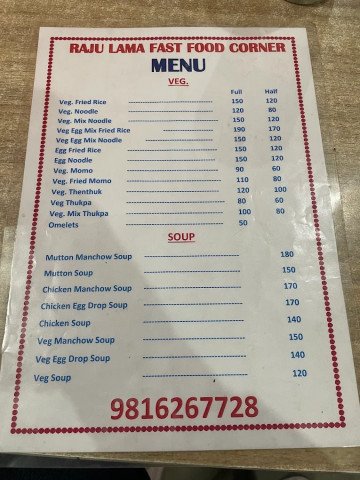 RAJU LAMA FAST FOOD CORNER
MENU
VEG.
Full Half
Veg. Fried Rice 150 120
Veg. Noodle 120 80
Veg. Mix Noodle 150 120
Veg Egg Mix Fried Rice 190 170
Veg Egg Mix Noodle 150 120
Egg Fried Rice 150 120
Egg Noodle 150 120
Veg. Momo 90 60
Veg. Fried Momo 110 80
Veg. Thenthuk 120 100
Veg Thukpa 80 60
Veg. Mix Thukpa 100 80
Omelets 50
SOUP
Mutton Manchow Soup 180
Mutton Soup 150
Chicken Manchow Soup 170
Chicken Egg Drop Soup 170
Chicken Soup 140
Veg Manchow Soup 150
Veg Egg Drop Soup 140
Veg Soup 120
9816267728